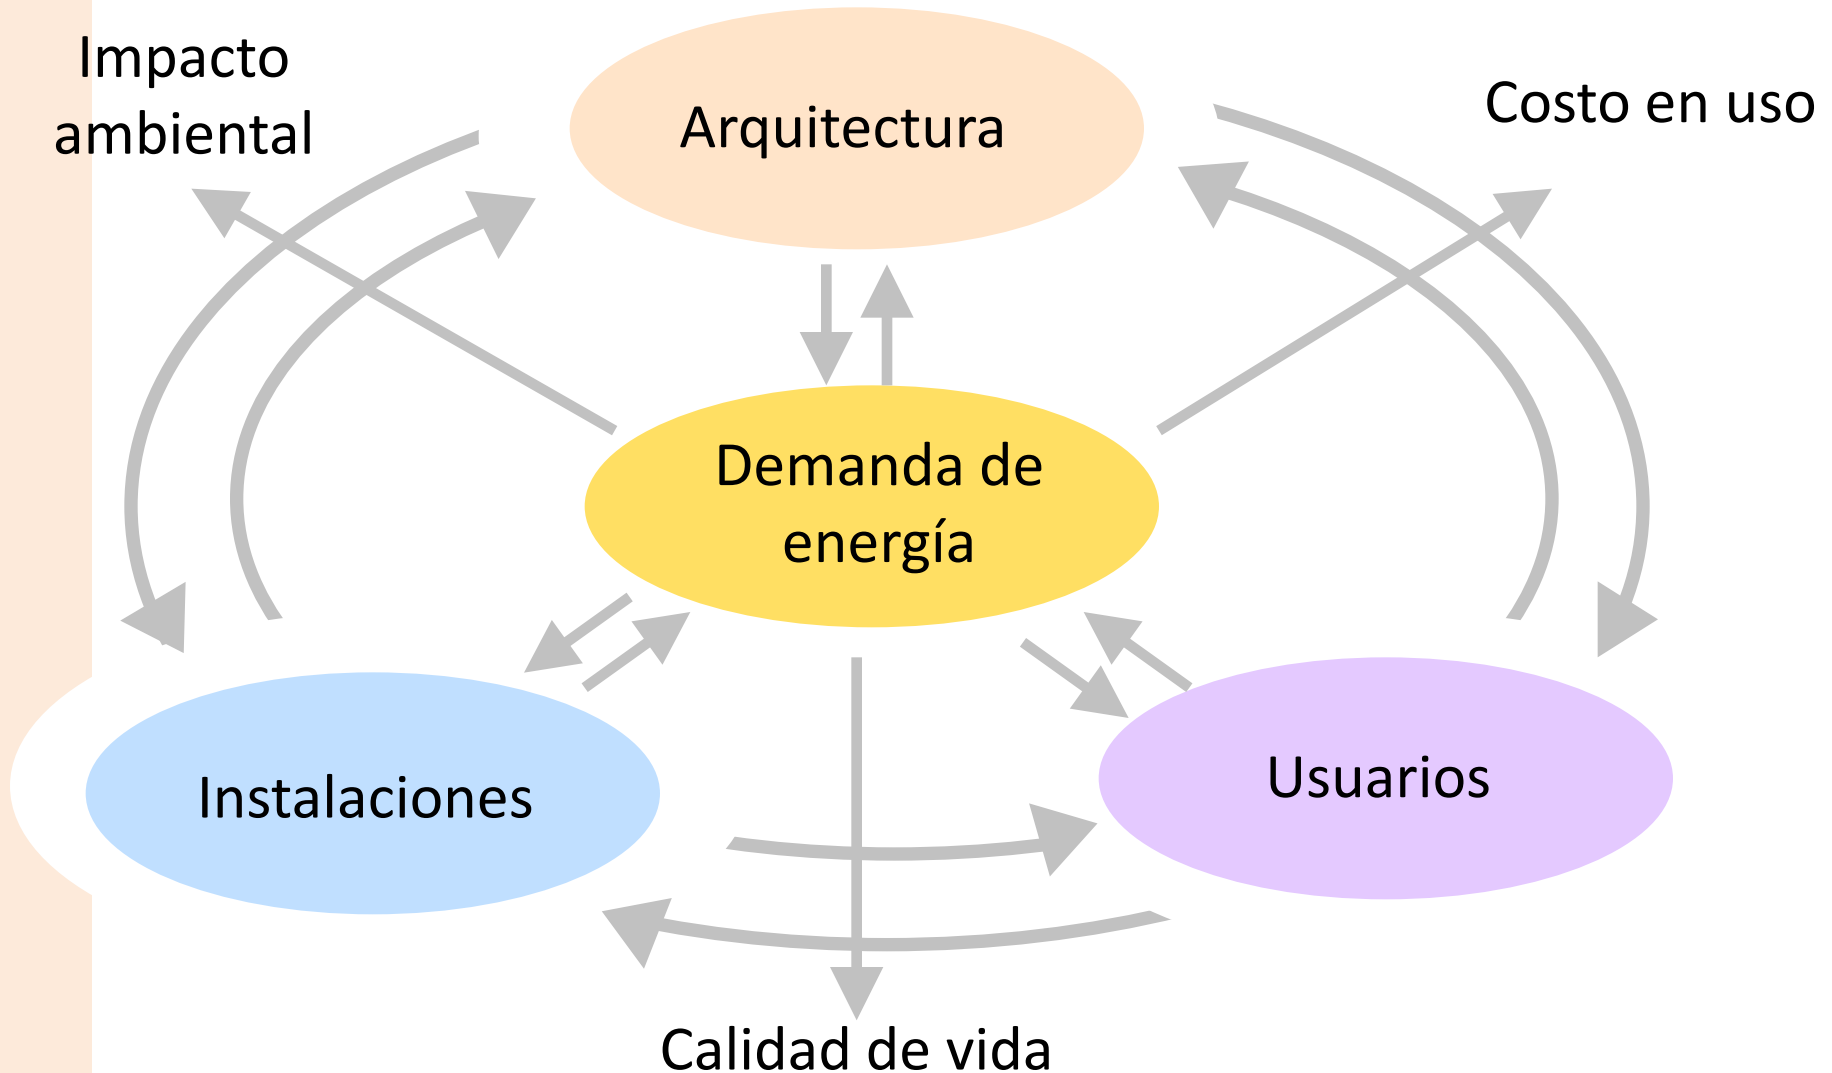 Impacto
ambiental
Arquitectura
Costo en uso
Demanda de
energía
Instalaciones
Usuarios
Calidad de vida